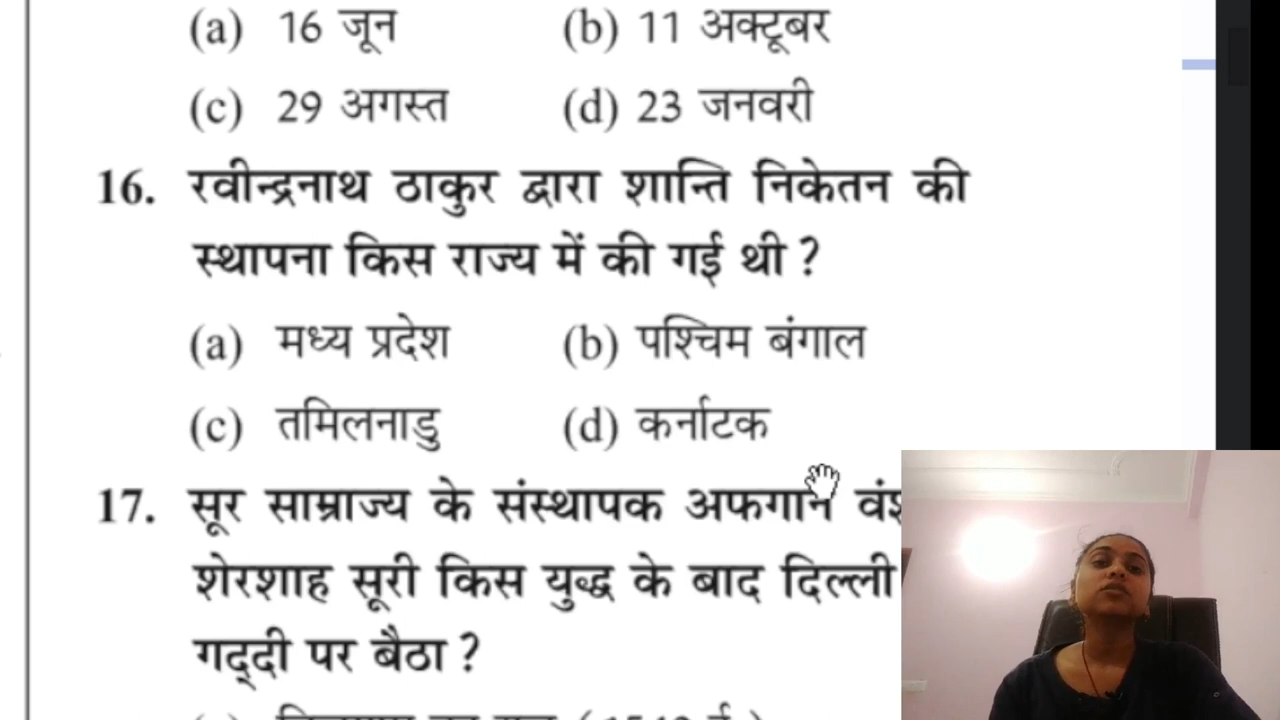 (a) 16 जून (b) 11 अक्टूबर
(c) 29 अगस्त (d) 23 जनवरी
16. रवीन्द्रनाथ ठाकुर द्वारा शान्ति निकेतन की
स्थापना किस राज्य में की गई थी ?
(a) मध्य प्रदेश (b) पश्चिम बंगाल
(c) तमिलनाडु (d) कर्नाटक
17. सूर साम्राज्य के संस्थापक अफगान
शेरशाह सूरी किस युद्ध के बाद दिल्ली
गद्दी पर बैठा ?